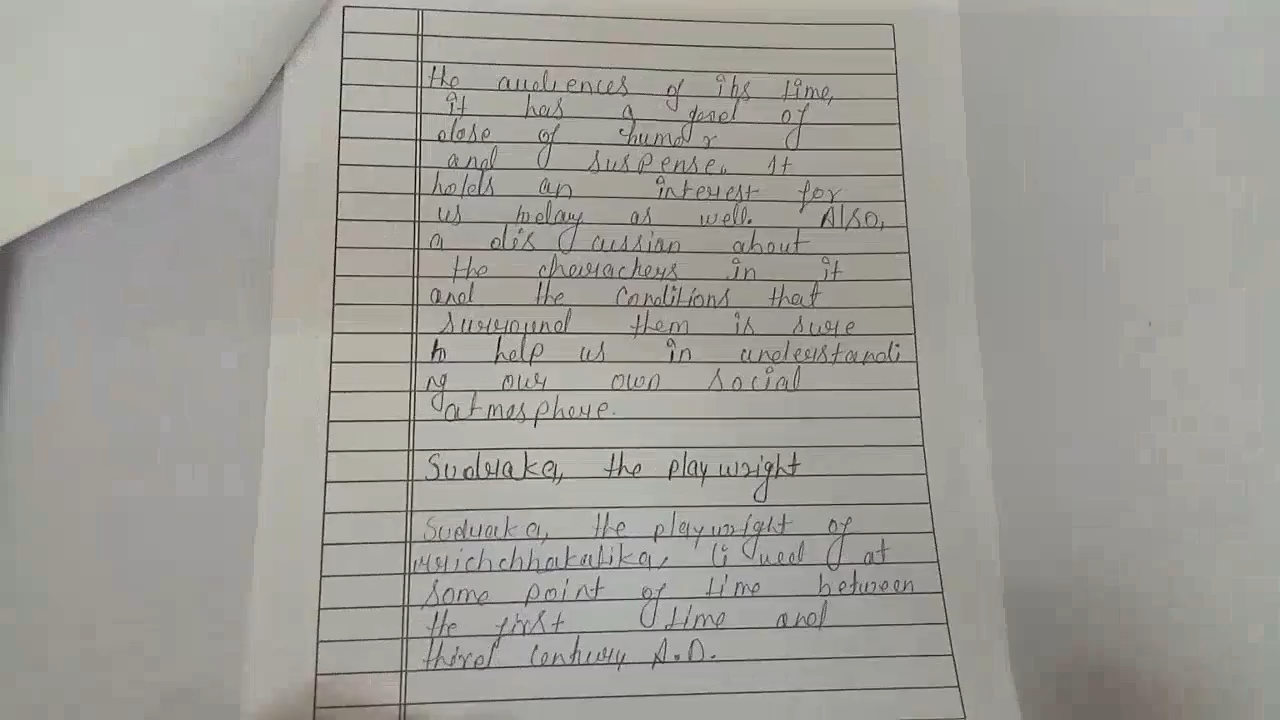 the audiences of its time,
it has a good of
dose of humour
and suspense. It
holds an interest for
us today as well. Also,
a discussian about
the characters in it
and the conditions that
surround them is sure
to help us in understandi
ng our own social
atmosphere.
Sudraka, the playwright
Sudraka, the playwright of
Mrichchhakatika, lived at
some point of time between
the first time and
third century A.D.